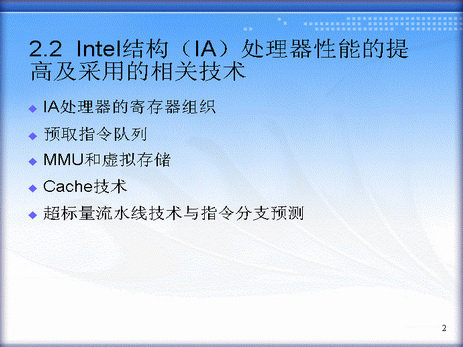 2.2 Intel结构（IA）处理器性能的提
高及采用的相关技术
IA处理器的寄存器组织
预取指令队列
MMU和虚拟存储
Cache技术
超标量流水线技术与指令分支预测
2